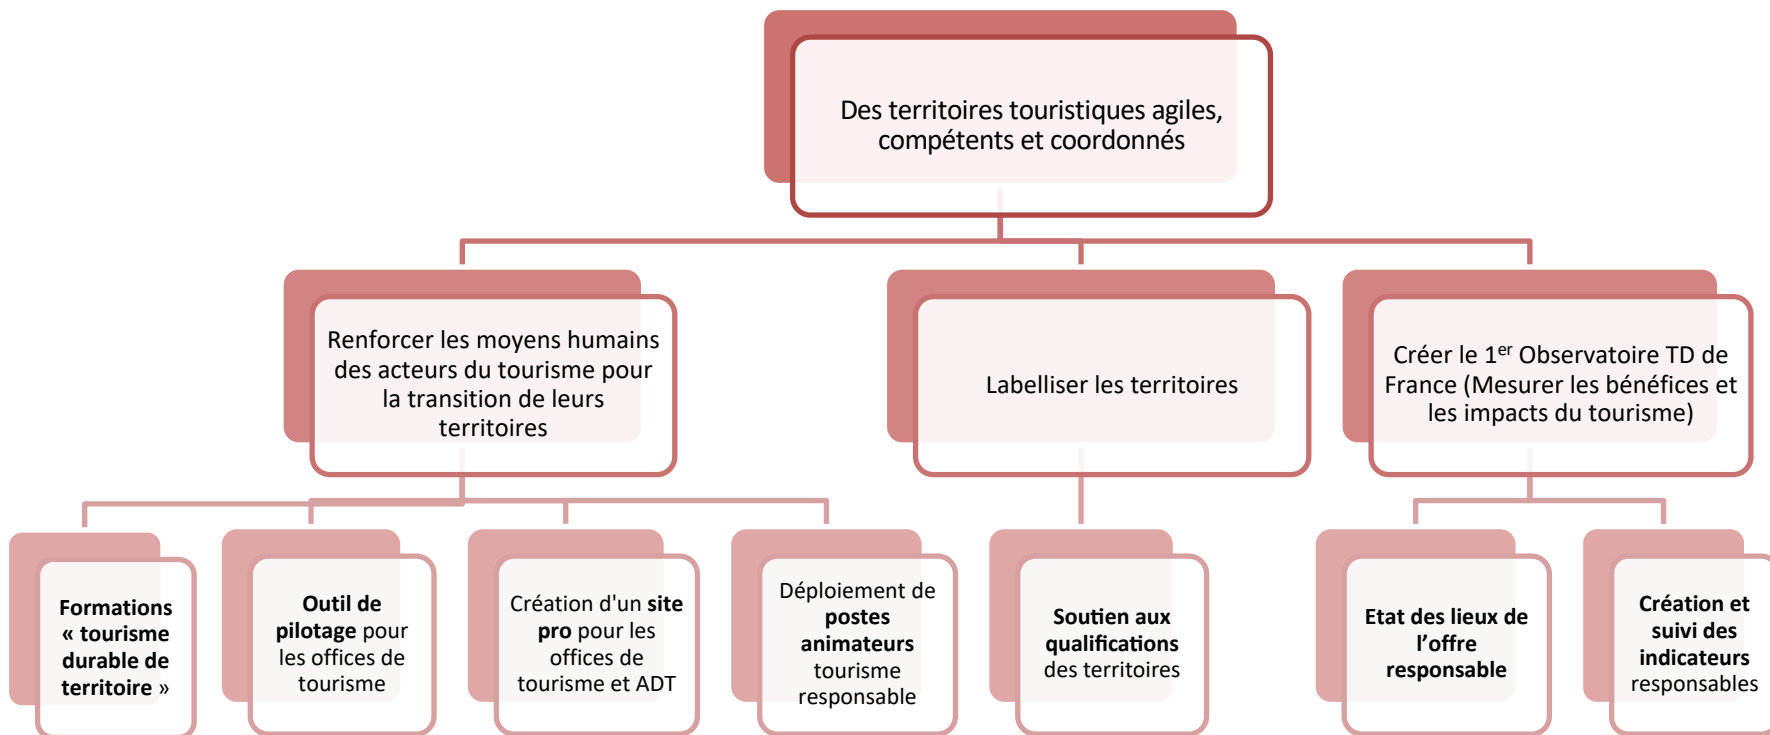 Des territoires touristiques agiles,
compétents et coordonnés
Renforcer les moyens humains
des acteurs du tourisme pour
la transition de leurs
territoires
Labelliser les territoires
Créer le 1er Observatoire TD de
France (Mesurer les bénéfices et
les impacts du tourisme)
Formations
« tourisme
durable de
territoire »
Outil de
pilotage pour
les offices de
tourisme
Création d'un site
pro pour les
offices de
tourisme et ADT
Déploiement de
postes
animateurs
tourisme
responsable
Soutien aux
qualifications
des territoires
Etat des lieux de
l’offre
responsable
Création et
suivi des
indicateurs
responsables